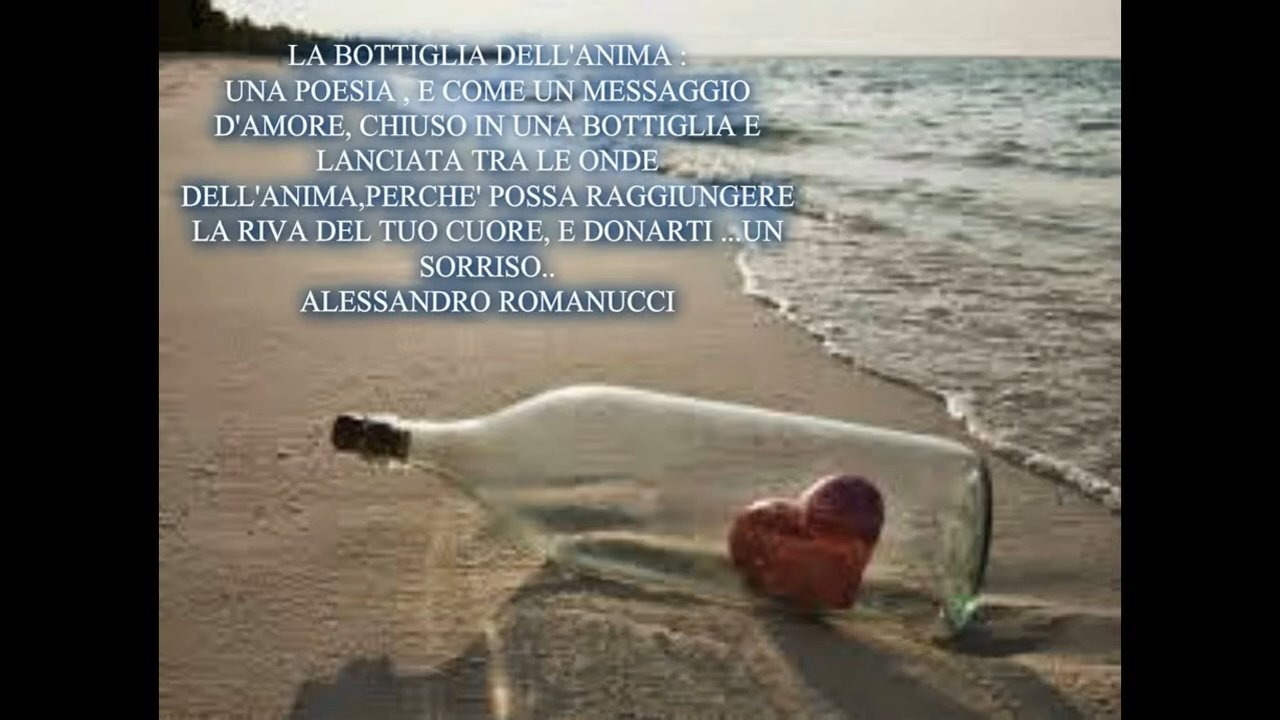 LA BOTTIGLIA DELL'ANIMA :
UNA POESIA , E COME UN MESSAGGIO
D'AMORE, CHIUSO IN UNA BOTTIGLIA E
LANCIATA TRA LE ONDE
DELL'ANIMA,PERCHE' POSSA RAGGIUNGERE
LA RIVA DEL TUO CUORE, E DONARTI ...UN
SORRISO..
ALESSANDRO ROMANUCCI